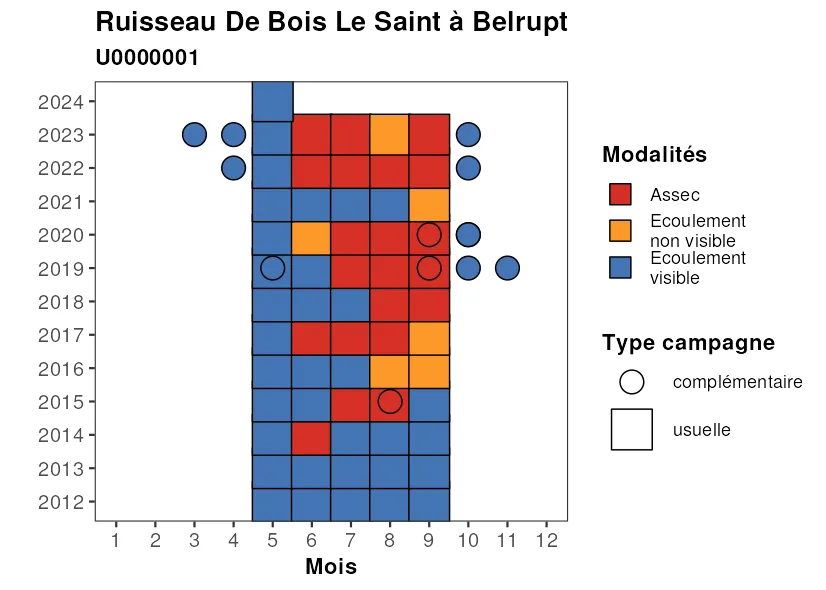 Ruisseau De Bois Le Saint à Belrupt
U0000001
2024
2023
2022
2021
2020
2019
2018
2017
2016
2015
2014
2013
2012
1 2 3 4 5 6 7 8 9 10 11 12
Mois
Modalités
Assec
Ecoulement
non visible
Ecoulement
visible
Type campagne
complémentaire
usuelle